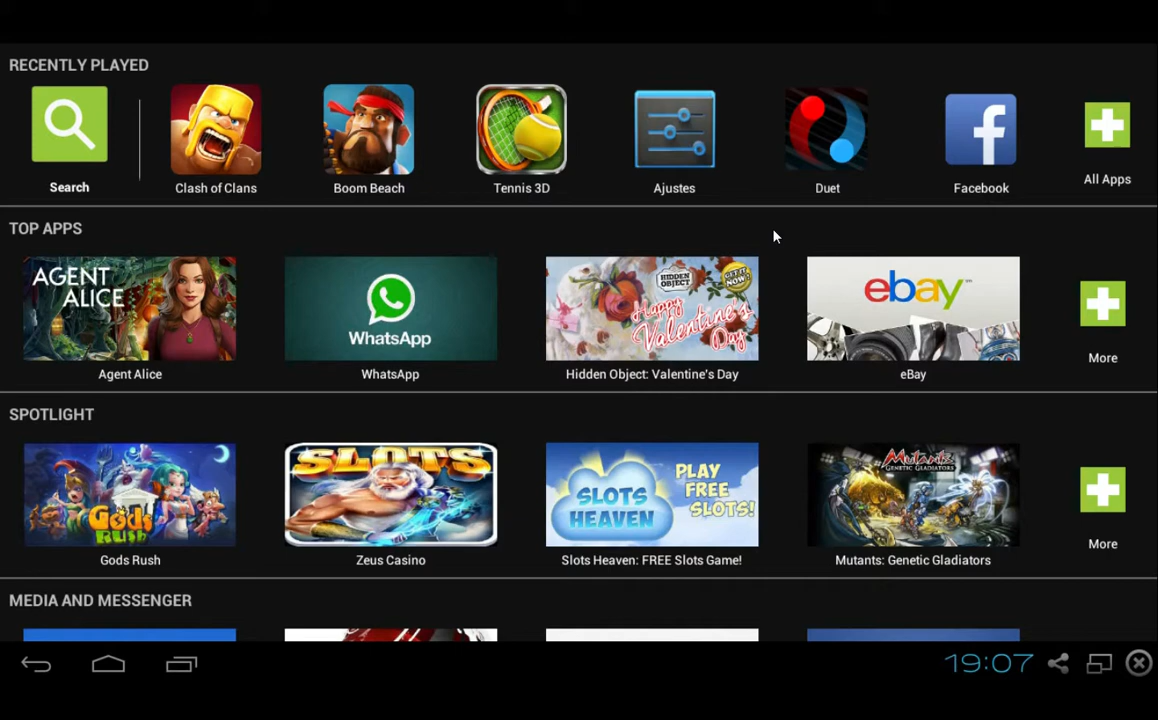 RECENTLY PLAYED
Search
Clash of Clans
Boom Beach
Tennis 3D
Ajustes
Duet
Facebook
All Apps
TOP APPS
AGENT
ALICE
WhatsApp
HIDDEN
OBJECT
GET IT
NOW!
Happy
Valentine's
Day
ebay
Agent Alice
WhatsApp
Hidden Object: Valentine's Day
eBay
More
SPOTLIGHT
Gods
RUSH
SLOTS
SLOTS
HEAVEN
PLAY
FREE
SLOTS!
MUTANTS
GENETIC GLADIATORS
Gods Rush
Zeus Casino
Slots Heaven: FREE Slots Game!
Mutants: Genetic Gladiators
More
MEDIA AND MESSENGER
19:07